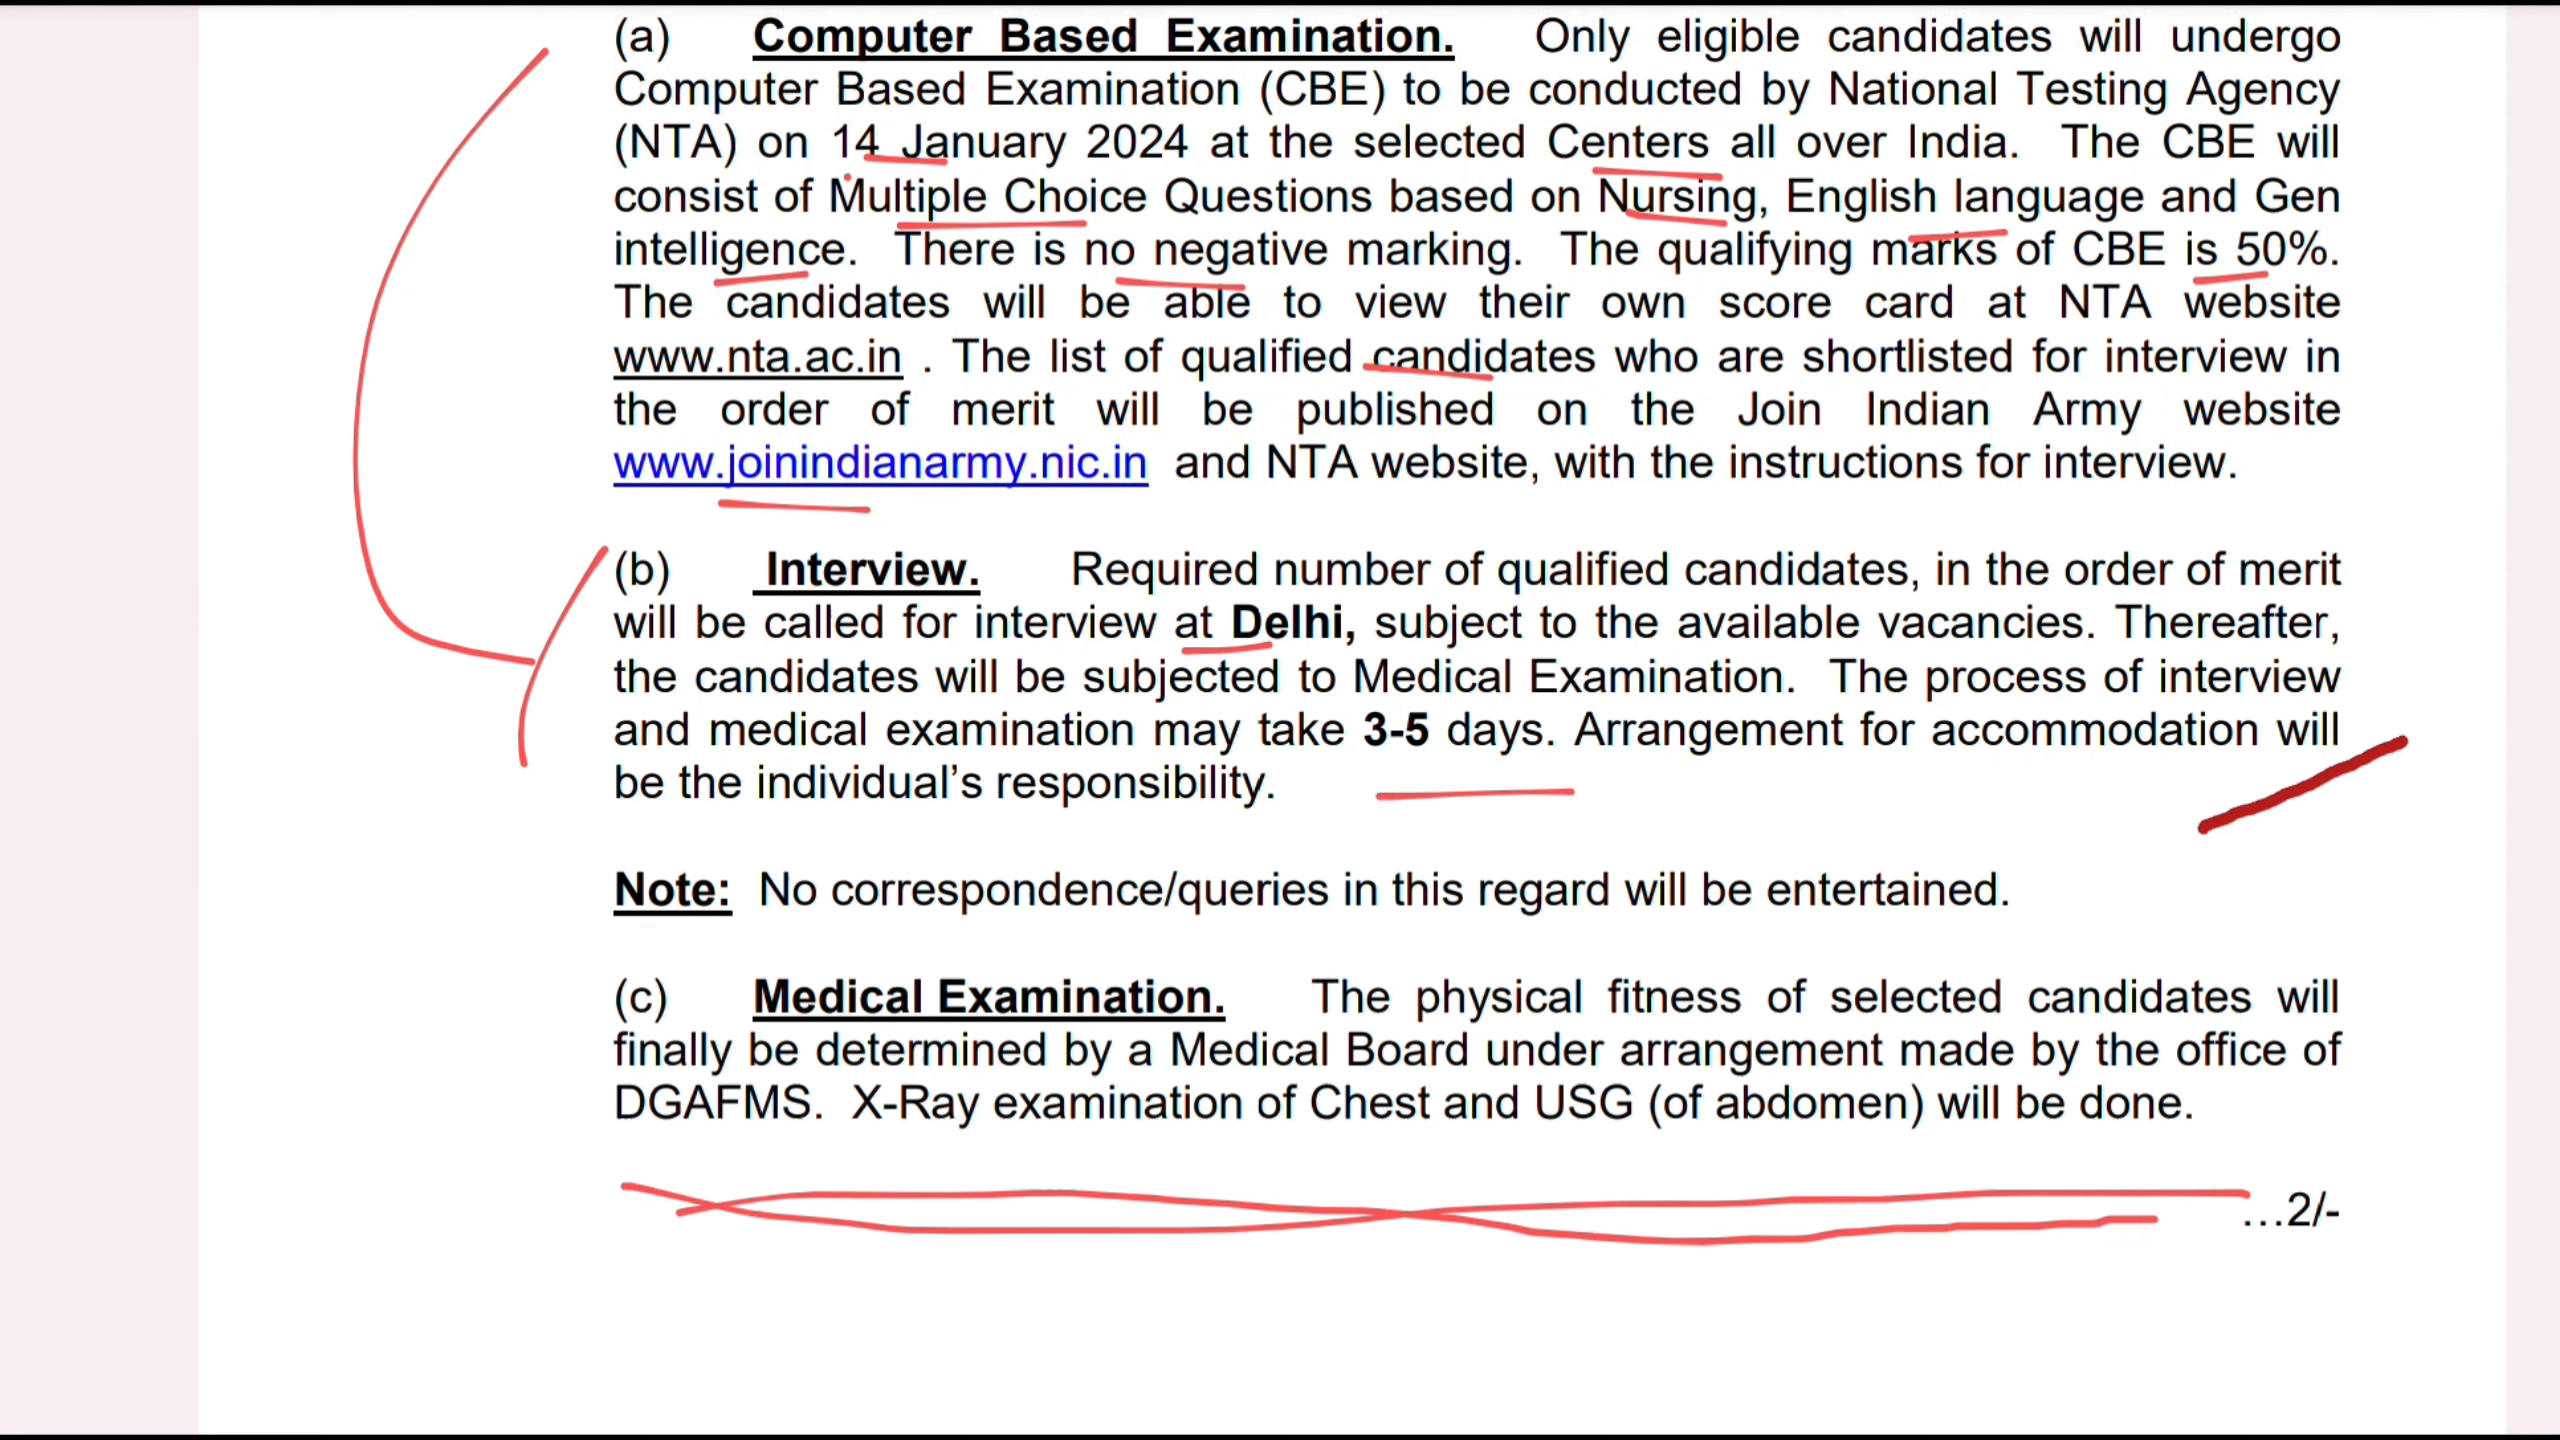 (a) Computer Based Examination. Only eligible candidates will undergo
Computer Based Examination (CBE) to be conducted by National Testing Agency
(NTA) on 14 January 2024 at the selected Centers all over India. The CBE will
consist of Multiple Choice Questions based on Nursing, English language and Gen
intelligence. There is no negative marking. The qualifying marks of CBE is 50%.
The candidates will be able to view their own score card at NTA website
www.nta.ac.in . The list of qualified candidates who are shortlisted for interview in
the order of merit will be published on the Join Indian Army website
www.joinindianarmy.nic.in and NTA website, with the instructions for interview.
(b) Interview. Required number of qualified candidates, in the order of merit
will be called for interview at Delhi, subject to the available vacancies. Thereafter,
the candidates will be subjected to Medical Examination. The process of interview
and medical examination may take 3-5 days. Arrangement for accommodation will
be the individual’s responsibility.
Note: No correspondence/queries in this regard will be entertained.
(c) Medical Examination. The physical fitness of selected candidates will
finally be determined by a Medical Board under arrangement made by the office of
DGAFMS. X-Ray examination of Chest and USG (of abdomen) will be done.
…2/-